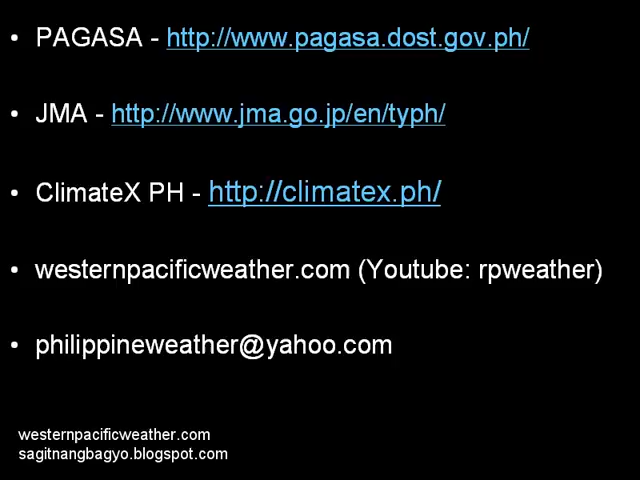 • PAGASA - http://www.pagasa.dost.gov.ph/
• JMA - http://www.jma.go.jp/en/typh/
• ClimateX PH - http://climatex.ph/
• westernpacificweather.com (Youtube: rpweather)
• philippineweather@yahoo.com
westernpacificweather.com
sagitnangbagyo.blogspot.com